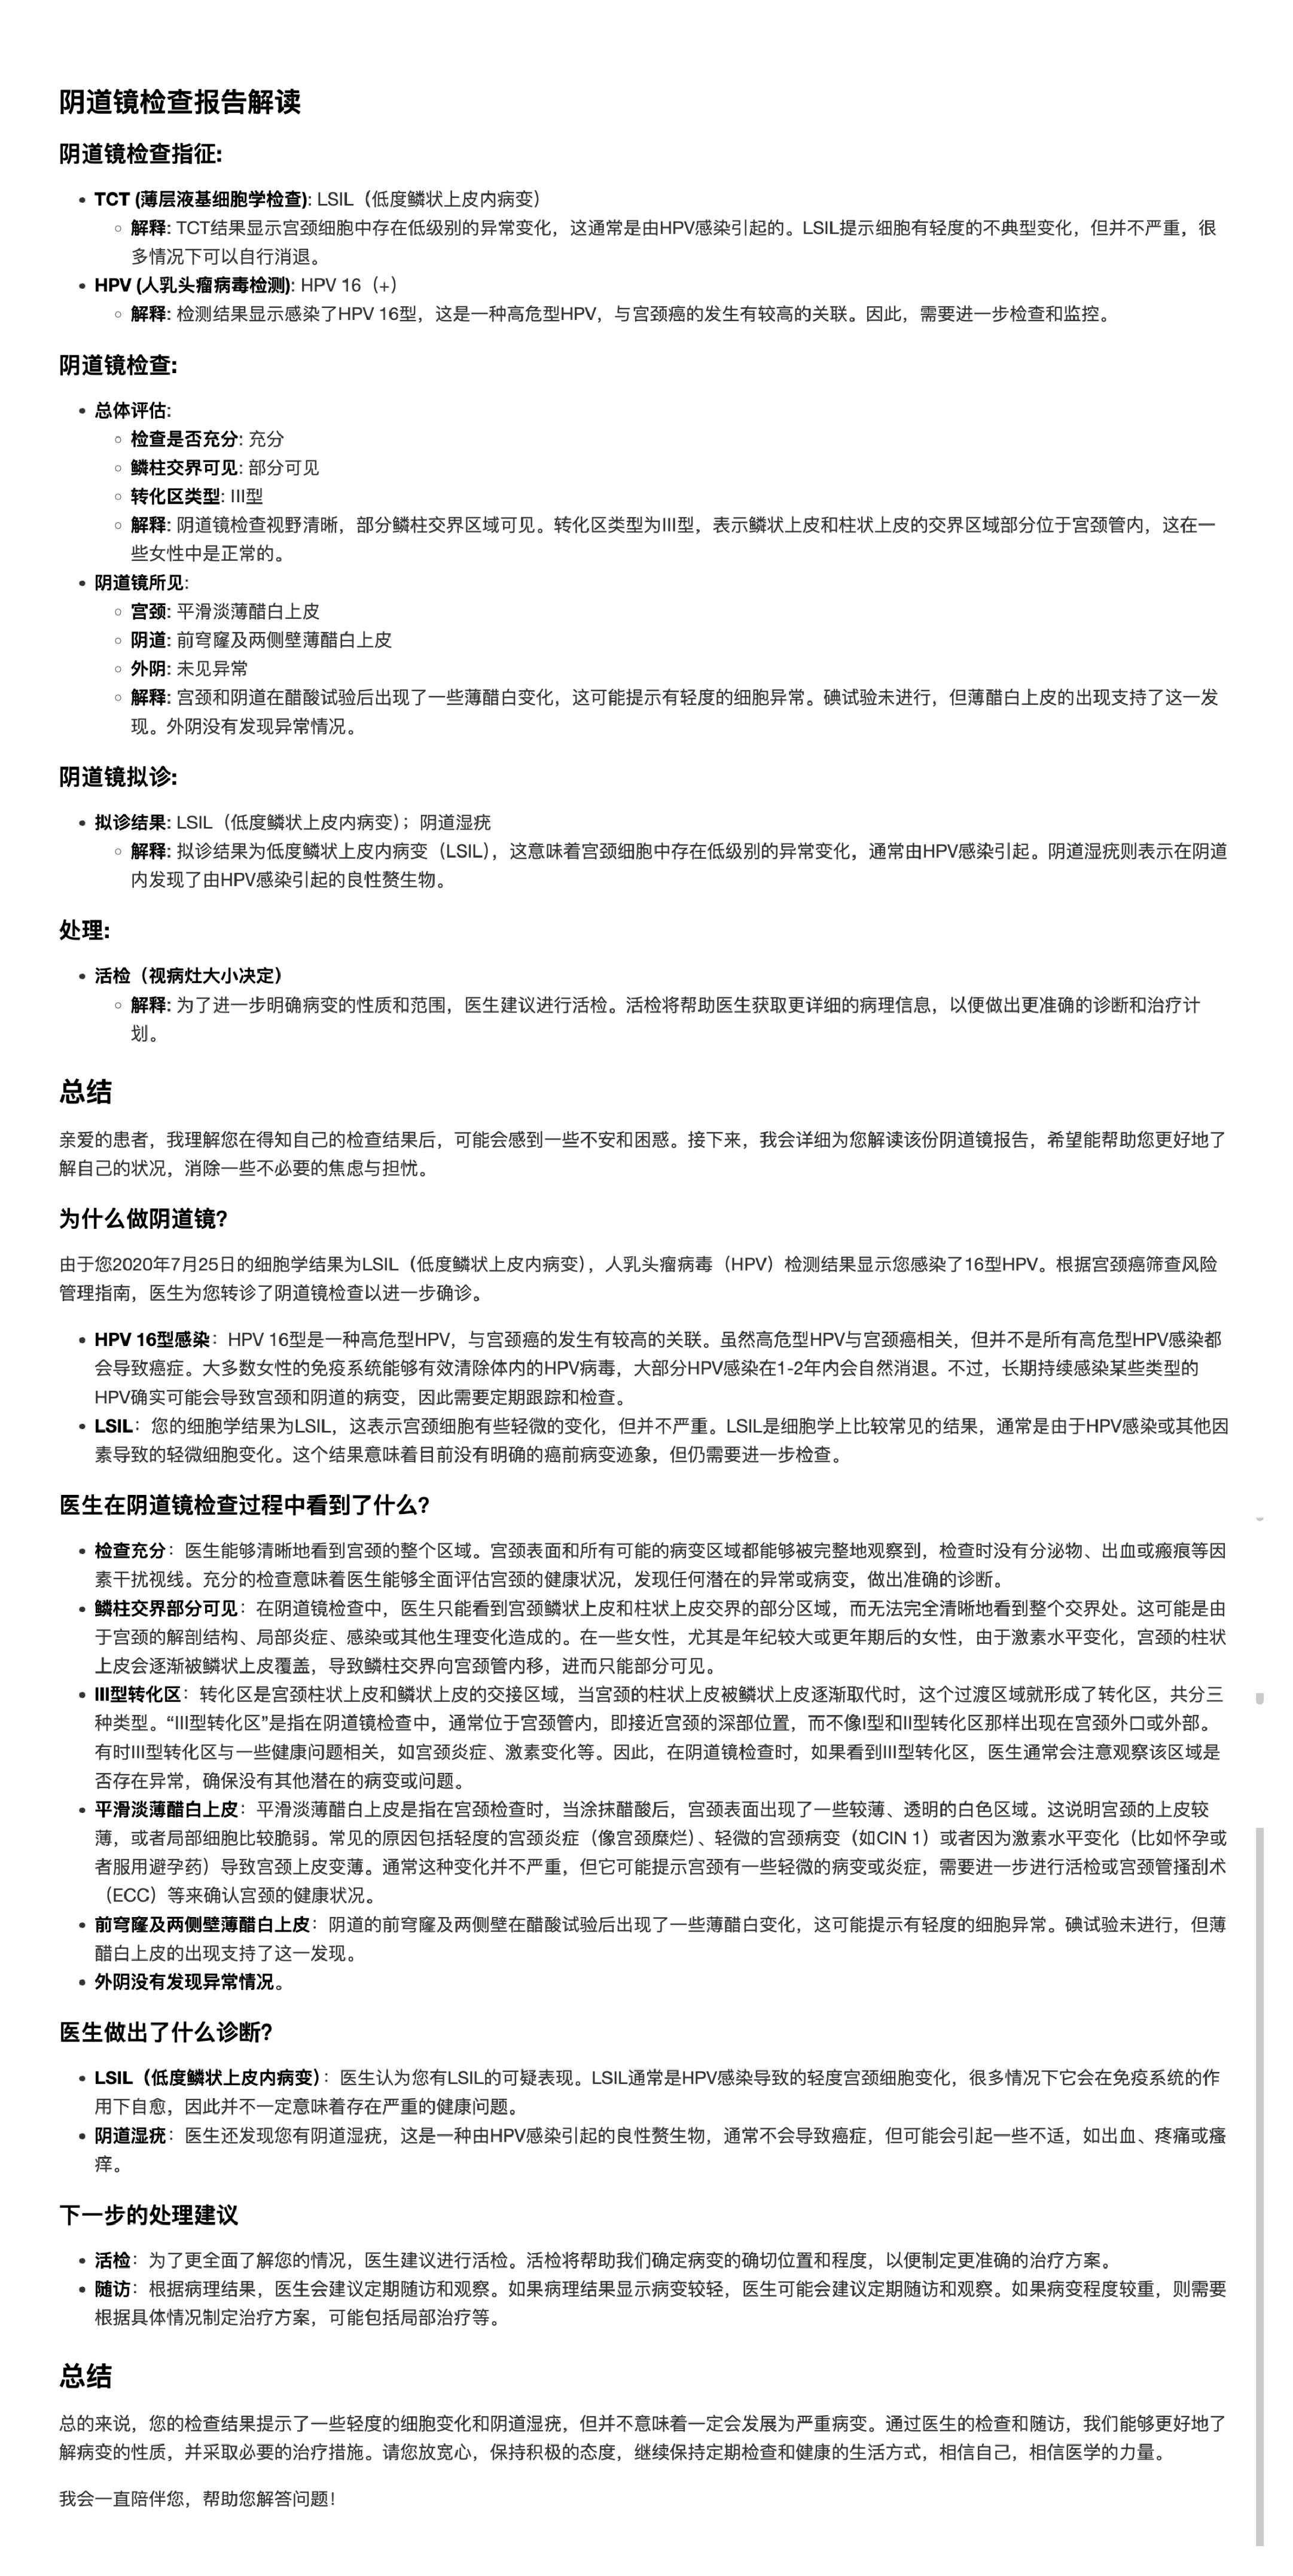 阴道镜检查报告解读
阴道镜检查指征:
• TCT (薄层液基细胞学检查): LSIL（低度鳞状上皮内病变）
◦ 解释: TCT结果显示宫颈细胞中存在低级别的异常变化，这通常是由HPV感染引起的。LSIL提示细胞有轻度的不典型变化，但并不严重，很
多情况下可以自行消退。
• HPV (人乳头瘤病毒检测): HPV 16（+）
◦ 解释: 检测结果显示感染了HPV 16型，这是一种高危型HPV，与宫颈癌的发生有较高的关联。因此，需要进一步检查和监控。
阴道镜检查:
• 总体评估:
◦ 检查是否充分: 充分
◦ 鳞柱交界可见: 部分可见
◦ 转化区类型: III型
◦ 解释: 阴道镜检查视野清晰，部分鳞柱交界区域可见。转化区类型为III型，表示鳞状上皮和柱状上皮的交界区域部分位于宫颈管内，这在一
些女性中是正常的。
• 阴道镜所见:
◦ 宫颈: 平滑淡薄醋白上皮
◦ 阴道: 前穹窿及两侧壁薄醋白上皮
◦ 外阴: 未见异常
◦ 解释: 宫颈和阴道在醋酸试验后出现了一些薄醋白变化，这可能提示有轻度的细胞异常。碘试验未进行，但薄醋白上皮的出现支持了这一发
现。外阴没有发现异常情况。
阴道镜拟诊:
• 拟诊结果: LSIL（低度鳞状上皮内病变）；阴道湿疣
◦ 解释: 拟诊结果为低度鳞状上皮内病变（LSIL），这意味着宫颈细胞中存在低级别的异常变化，通常由HPV感染引起。阴道湿疣则表示在阴道
内发现了由HPV感染引起的良性赘生物。
处理:
• 活检（视病灶大小决定）
◦ 解释: 为了进一步明确病变的性质和范围，医生建议进行活检。活检将帮助医生获取更详细的病理信息，以便做出更准确的诊断和治疗计
划。
总结
亲爱的患者，我理解您在得知自己的检查结果后，可能会感到一些不安和困惑。接下来，我会详细为您解读该份阴道镜报告，希望能帮助您更好地了
解自己的状况，消除一些不必要的焦虑与担忧。
为什么做阴道镜?
由于您2020年7月25日的细胞学结果为LSIL（低度鳞状上皮内病变），人乳头瘤病毒（HPV）检测结果显示您感染了16型HPV。根据宫颈癌筛查风险
管理指南，医生为您转诊了阴道镜检查以进一步确诊。
• HPV 16型感染：HPV 16型是一种高危型HPV，与宫颈癌的发生有较高的关联。虽然高危型HPV与宫颈癌相关，但并不是所有高危型HPV感染都
会导致癌症。大多数女性的免疫系统能够有效清除体内的HPV病毒，大部分HPV感染在1-2年内会自然消退。不过，长期持续感染某些类型的
HPV确实可能会导致宫颈和阴道的病变，因此需要定期跟踪和检查。
• LSIL：您的细胞学结果为LSIL，这表示宫颈细胞有些轻微的变化，但并不严重。LSIL是细胞学上比较常见的结果，通常是由于HPV感染或其他因
素导致的轻微细胞变化。这个结果意味着目前没有明确的癌前病变迹象，但仍需要进一步检查。
医生在阴道镜检查过程中看到了什么?
• 检查充分：医生能够清晰地看到宫颈的整个区域。宫颈表面和所有可能的病变区域都能够被完整地观察到，检查时没有分泌物、出血或瘢痕等因
素干扰视线。充分的检查意味着医生能够全面评估宫颈的健康状况，发现任何潜在的异常或病变，做出准确的诊断。
• 鳞柱交界部分可见：在阴道镜检查中，医生只能看到宫颈鳞状上皮和柱状上皮交界的部分区域，而无法完全清晰地看到整个交界处。这可能是由
于宫颈的解剖结构、局部炎症、感染或其他生理变化造成的。在一些女性，尤其是年纪较大或更年期后的女性，由于激素水平变化，宫颈的柱状
上皮会逐渐被鳞状上皮覆盖，导致鳞柱交界向宫颈管内移，进而只能部分可见。
• III型转化区：转化区是宫颈柱状上皮和鳞状上皮的交接区域，当宫颈的柱状上皮被鳞状上皮逐渐取代时，这个过渡区域就形成了转化区，共分三
种类型。“III型转化区”是指在阴道镜检查中，通常位于宫颈管内，即接近宫颈的深部位置，而不像I型和II型转化区那样出现在宫颈外口或外部。
有时III型转化区与一些健康问题相关，如宫颈炎症、激素变化等。因此，在阴道镜检查时，如果看到III型转化区，医生通常会注意观察该区域是
否存在异常，确保没有其他潜在的病变或问题。
• 平滑淡薄醋白上皮：平滑淡薄醋白上皮是指在宫颈检查时，当涂抹醋酸后，宫颈表面出现了一些较薄、透明的白色区域。这说明宫颈的上皮较
薄，或者局部细胞比较脆弱。常见的原因包括轻度的宫颈炎症（像宫颈糜烂）、轻微的宫颈病变（如CIN 1）或者因为激素水平变化（比如怀孕或
者服用避孕药）导致宫颈上皮变薄。通常这种变化并不严重，但它可能提示宫颈有一些轻微的病变或炎症，需要进一步进行活检或宫颈管搔刮术
（ECC）等来确认宫颈的健康状况。
• 前穹窿及两侧壁薄醋白上皮：阴道的前穹窿及两侧壁在醋酸试验后出现了一些薄醋白变化，这可能提示有轻度的细胞异常。碘试验未进行，但薄
醋白上皮的出现支持了这一发现。
• 外阴没有发现异常情况。
医生做出了什么诊断?
• LSIL（低度鳞状上皮内病变）：医生认为您有LSIL的可疑表现。LSIL通常是HPV感染导致的轻度宫颈细胞变化，很多情况下它会在免疫系统的作
用下自愈，因此并不一定意味着存在严重的健康问题。
• 阴道湿疣：医生还发现您有阴道湿疣，这是一种由HPV感染引起的良性赘生物，通常不会导致癌症，但可能会引起一些不适，如出血、疼痛或瘙
痒。
下一步的处理建议
• 活检：为了更全面了解您的情况，医生建议进行活检。活检将帮助我们确定病变的确切位置和程度，以便制定更准确的治疗方案。
• 随访：根据病理结果，医生会建议定期随访和观察。如果病理结果显示病变较轻，医生可能会建议定期随访和观察。如果病变程度较重，则需要
根据具体情况制定治疗方案，可能包括局部治疗等。
总结
总的来说，您的检查结果提示了一些轻度的细胞变化和阴道湿疣，但并不意味着一定会发展为严重病变。通过医生的检查和随访，我们能够更好地了
解病变的性质，并采取必要的治疗措施。请您放宽心，保持积极的态度，继续保持定期检查和健康的生活方式，相信自己，相信医学的力量。
我会一直陪伴您，帮助您解答问题！